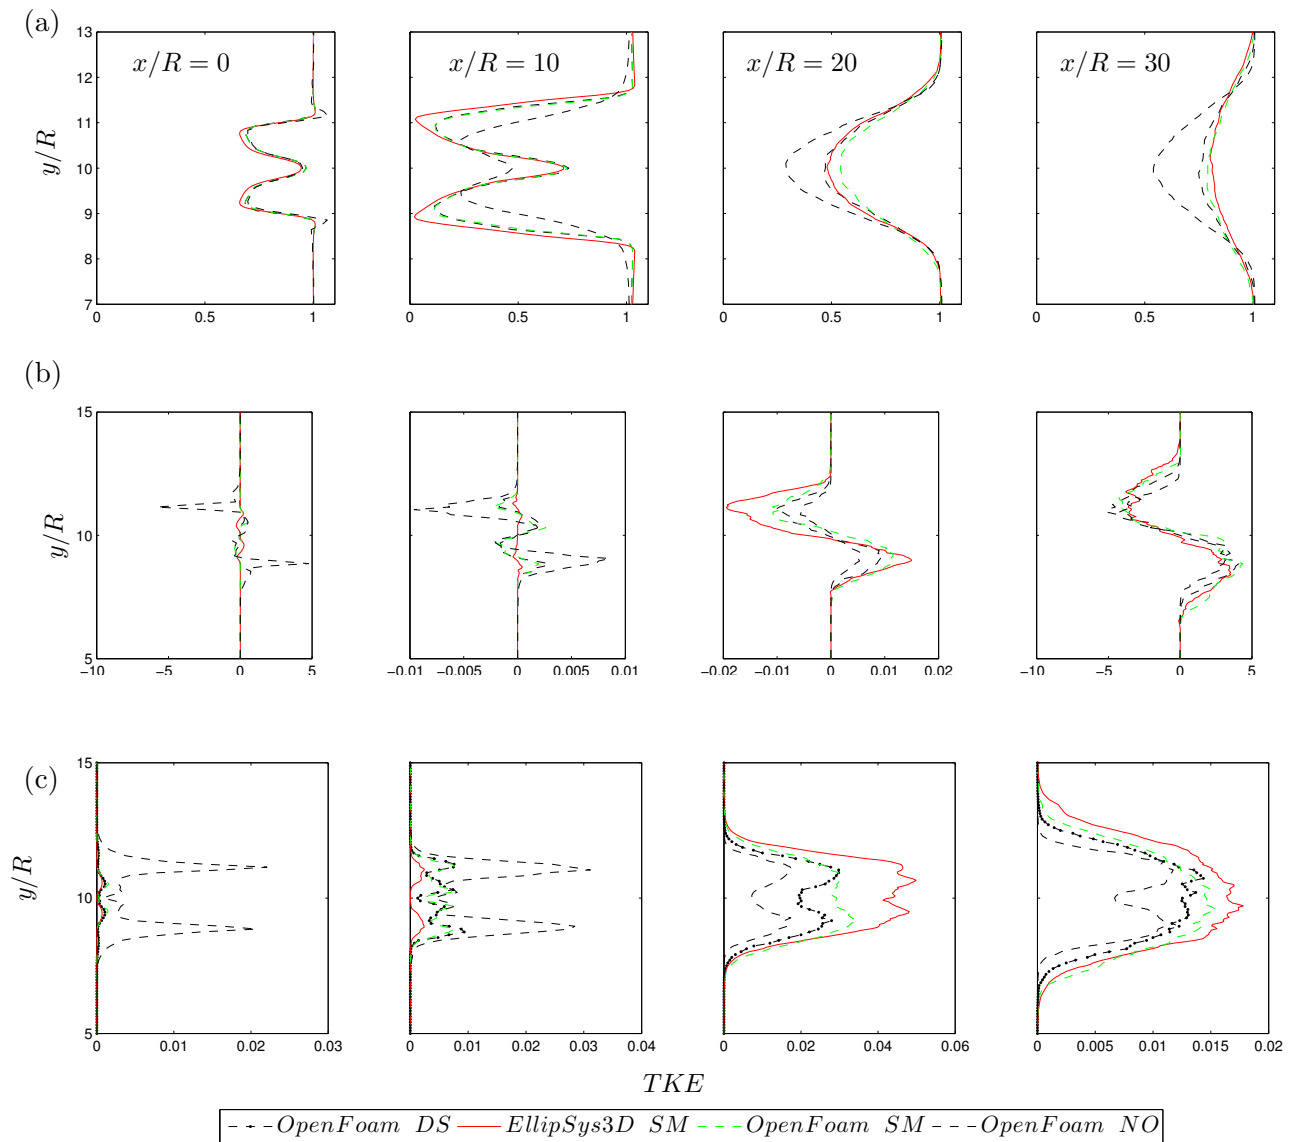 (a)
13
12
11
10
9
8
7
y/R
x/R = 0
x/R = 10
x/R = 20
x/R = 30
0 0.5 1
0 0.5 1
0 0.5 1
0 0.5 1
(b)
15
10
5
y/R
−10 −5 0 5
−0.01 −0.005 0 0.005 0.01
−0.02 −0.01 0 0.01 0.02
−10 −5 0 5
(c)
15
10
5
y/R
0 0.01 0.02 0.03
0 0.01 0.02 0.03 0.04
0 0.02 0.04 0.06
0 0.005 0.01 0.015 0.02
TKE
OpenFoam DS EllipSys3D SM OpenFoam SM OpenFoam NO